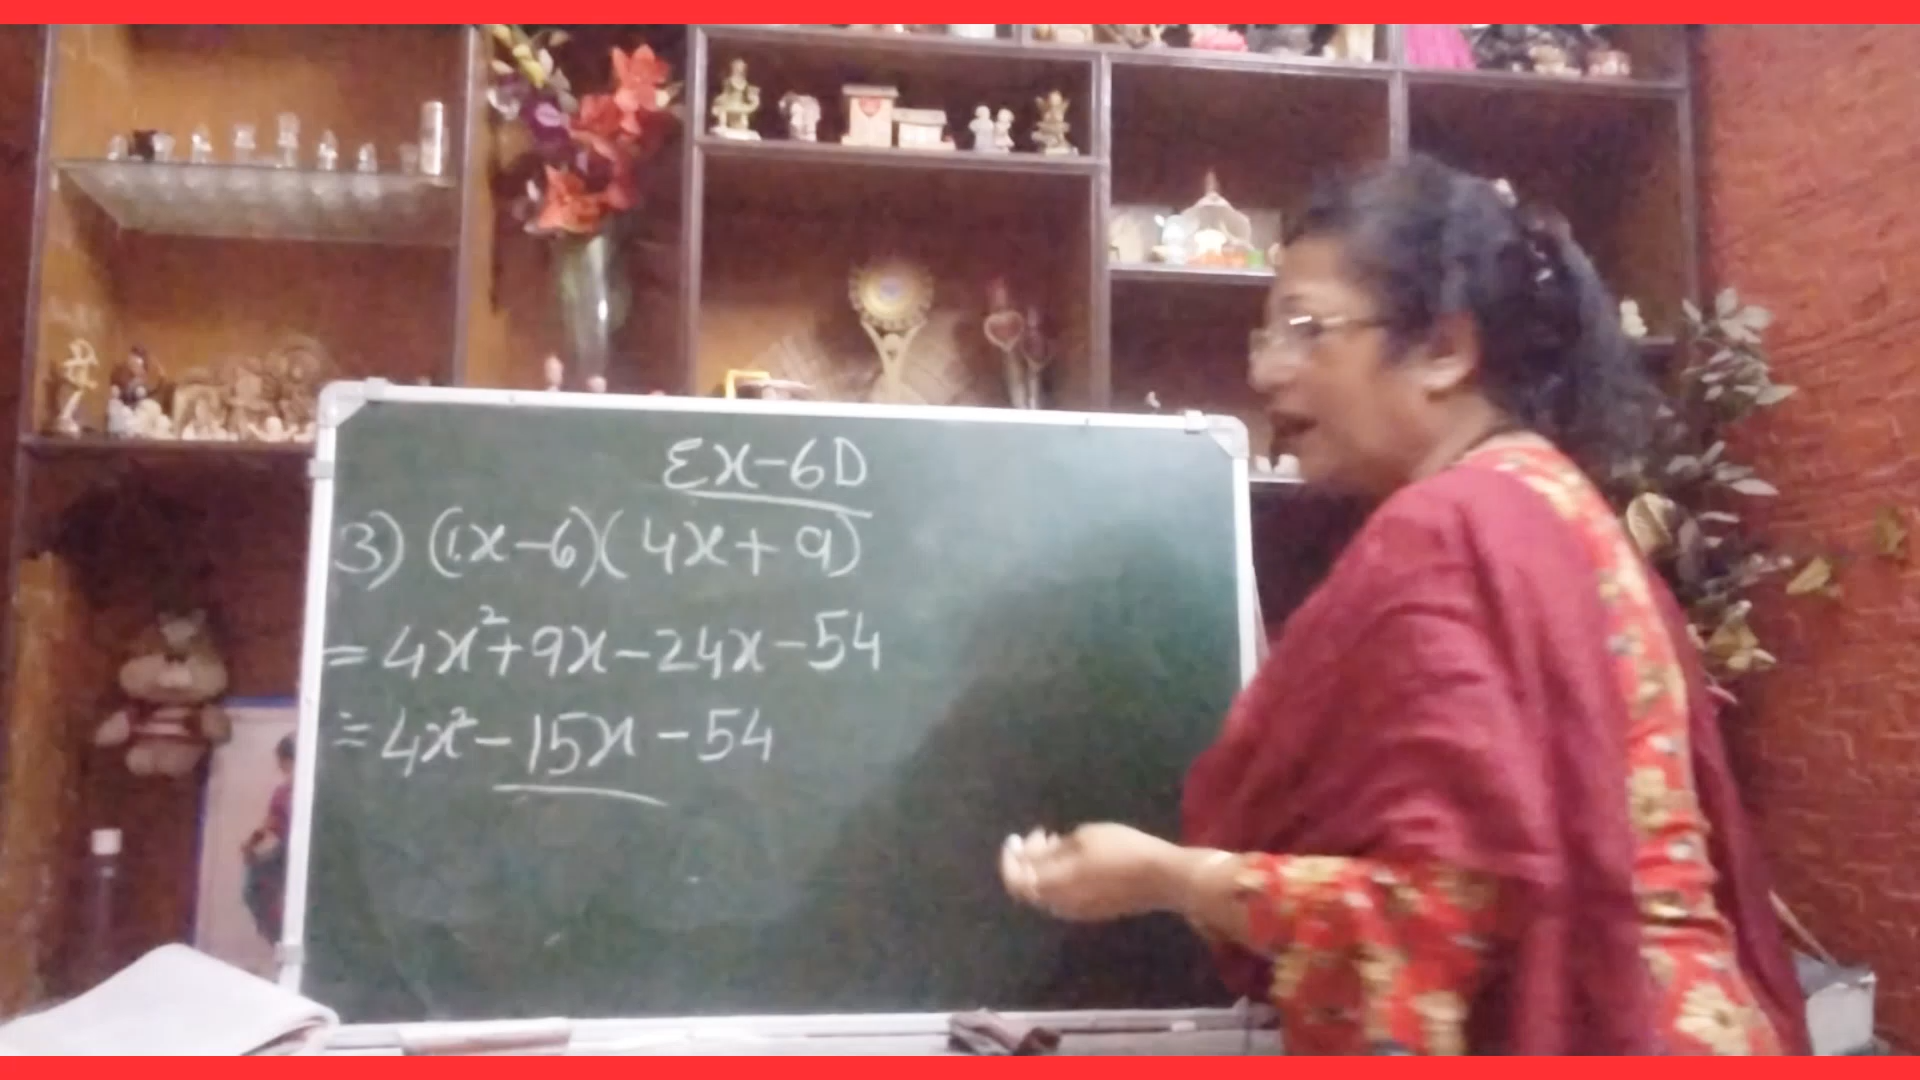 Ex-6D
3) (1x-6)(4x+9)
= 4x²+9x-24x-54
= 4x²-15x-54